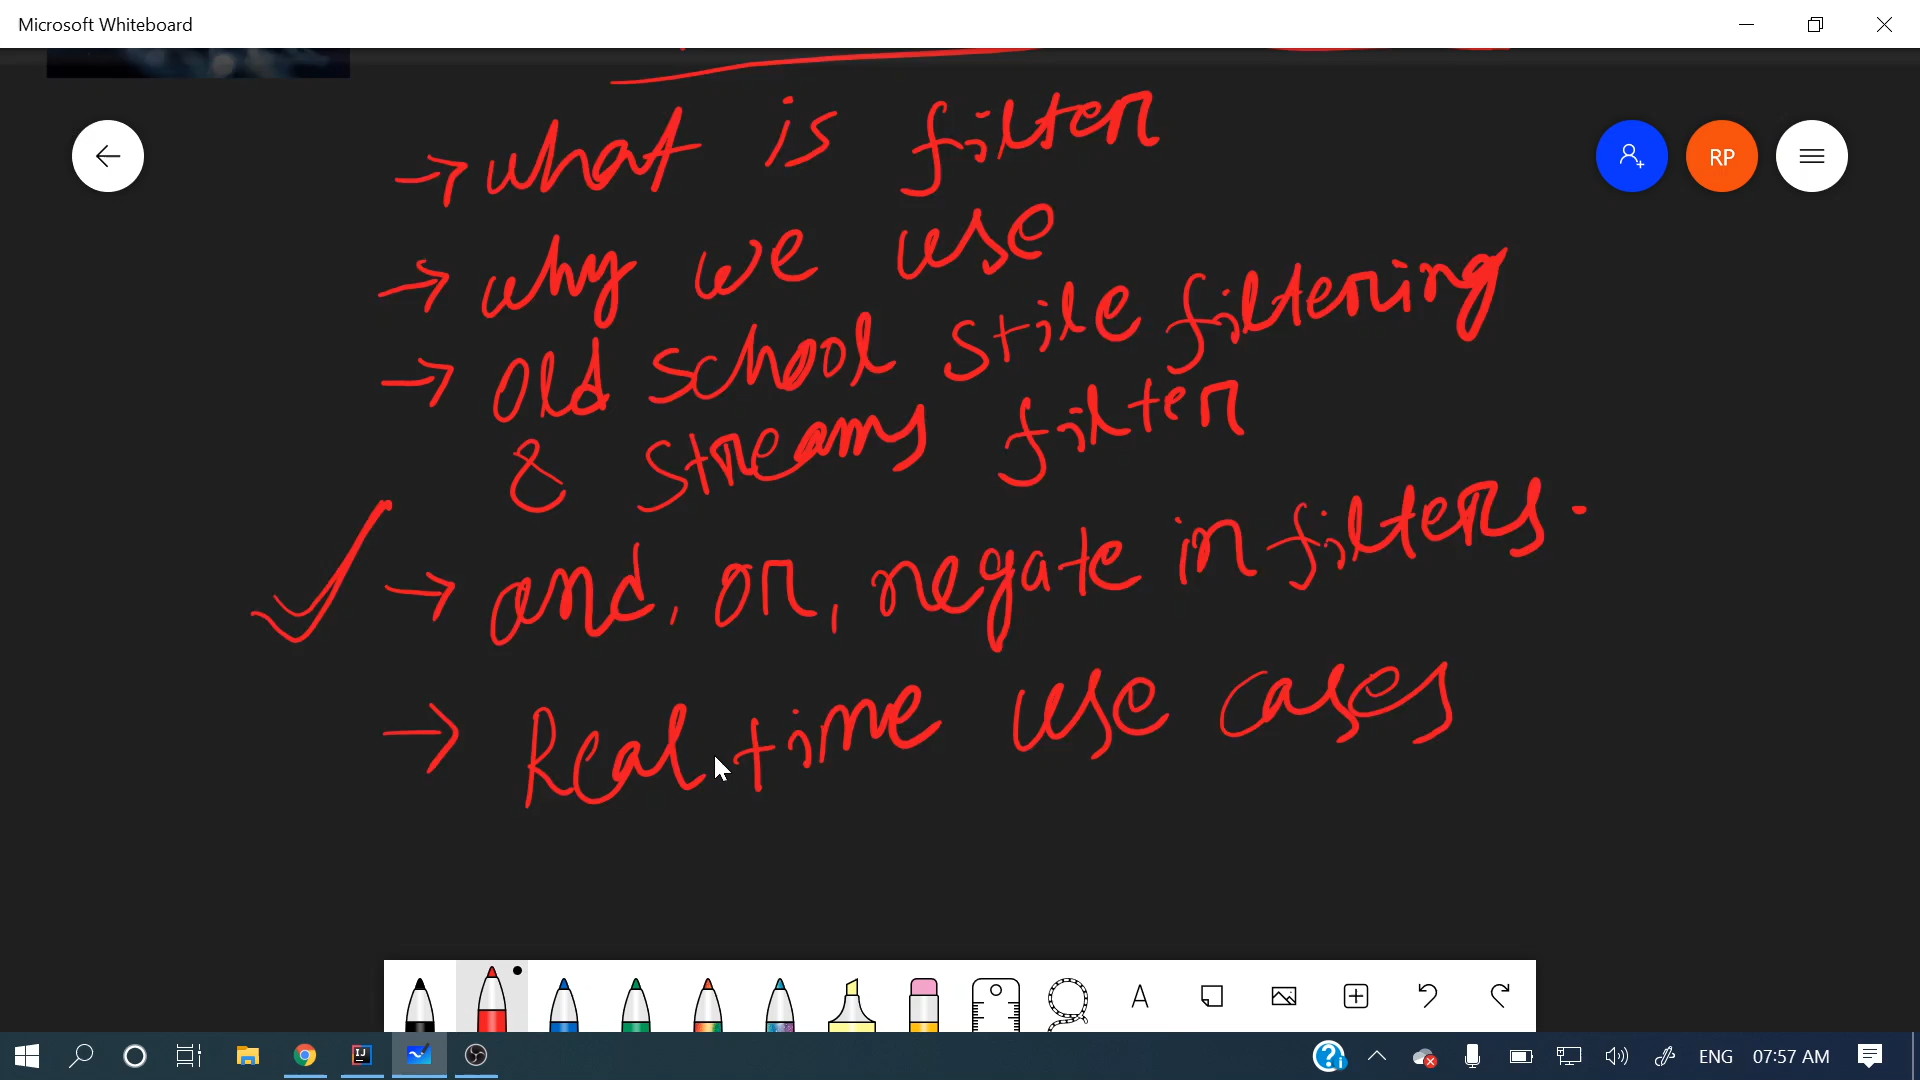 Microsoft Whiteboard
→ what is filter
RP
→ why we use
→ Old school stile filtering
& streams filter
→ and, or, negate in filters.
→ Real time use cases
ENG 07:57 AM